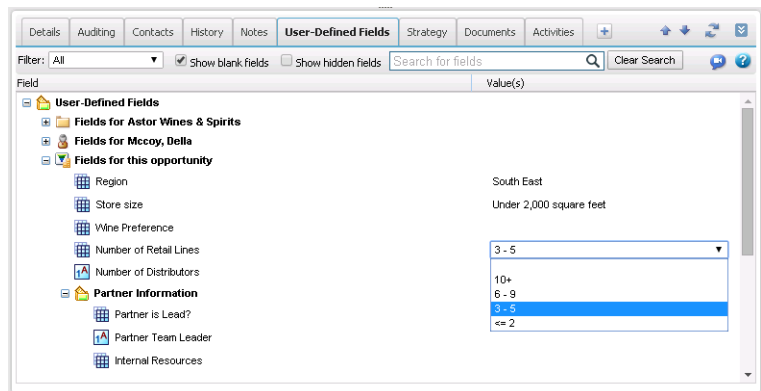 Details Auditing Contacts History Notes User-Defined Fields Strategy Documents Activities
Filter: All Show blank fields Show hidden fields Search for fields Clear Search
Field Value(s)
User-Defined Fields
Fields for Astor Wines & Spirits
Fields for Mccoy, Della
Fields for this opportunity
Region South East
Store size Under 2,000 square feet
Wine Preference
Number of Retail Lines 3 - 5
Number of Distributors 10+
Partner Information 6 - 9
Partner is Lead? 3 - 5
<= 2
Partner Team Leader
Internal Resources